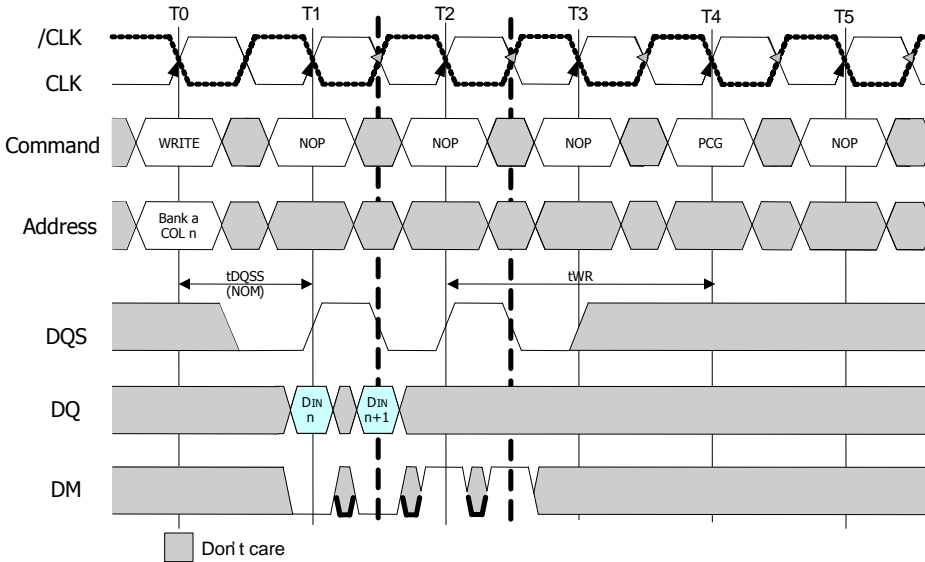 T0 T1 T2 T3 T4 T5
/CLK
CLK
Command WRITE NOP NOP NOP PCG NOP
Address Bank a
COL n
tDQSS
(NOM)
tWR
DQS
DQ DIN
n
DIN
n+1
DM
Don't care